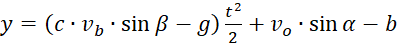 y = (c · v_b · sin β − g) t²/2 + v_o · sin α − b